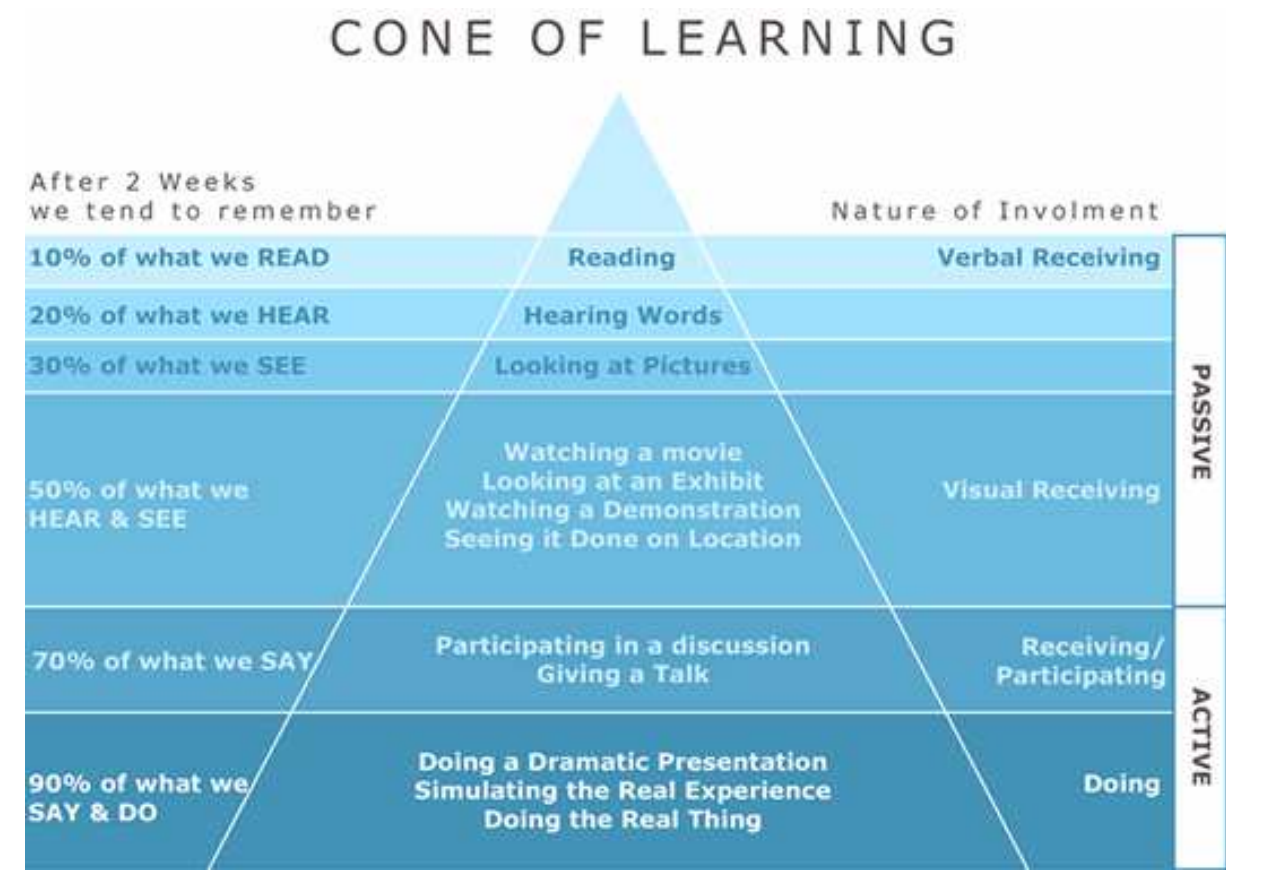 CONE OF LEARNING
After 2 Weeks
we tend to remember
Nature of Involment
10% of what we READ
Reading
Verbal Receiving
20% of what we HEAR
Hearing Words
30% of what we SEE
Looking at Pictures
50% of what we
HEAR & SEE
Watching a movie
Looking at an Exhibit
Watching a Demonstration
Seeing it Done on Location
Visual Receiving
PASSIVE
70% of what we SAY
Participating in a discussion
Giving a Talk
Receiving/
Participating
90% of what we
SAY & DO
Doing a Dramatic Presentation
Simulating the Real Experience
Doing the Real Thing
Doing
ACTIVE